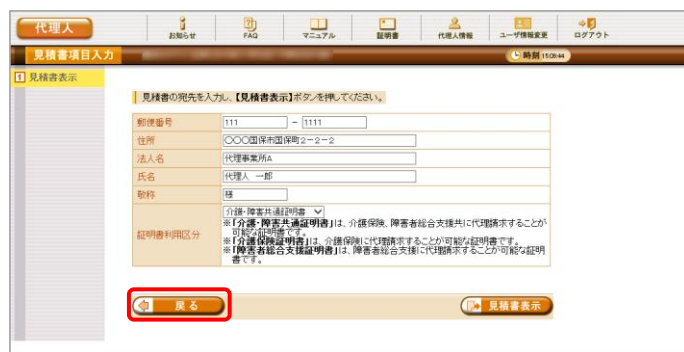 代理人
お知らせ FAQ マニュアル 証明書 代理人情報 ユーザ情報変更 ログアウト
見積書項目入力
時刻 15:09:44
1 見積書表示
見積書の宛先を入力し、【見積書表示】ボタンを押してください。
郵便番号 111 - 1111
住所 〇〇〇国保市国保町2-2-2
法人名 代理事業所A
氏名 代理人 一郎
敬称 様
証明書利用区分 介護・障害共通証明書
※「介護・障害共通証明書」は、介護保険、障害者総合支援共に代理請求することが
可能な証明書です。
※「介護保険証明書」は、介護保険に代理請求することが可能な証明書です。
※「障害者総合支援証明書」は、障害者総合支援に代理請求することが可能な証明
書です。
戻る 見積書表示